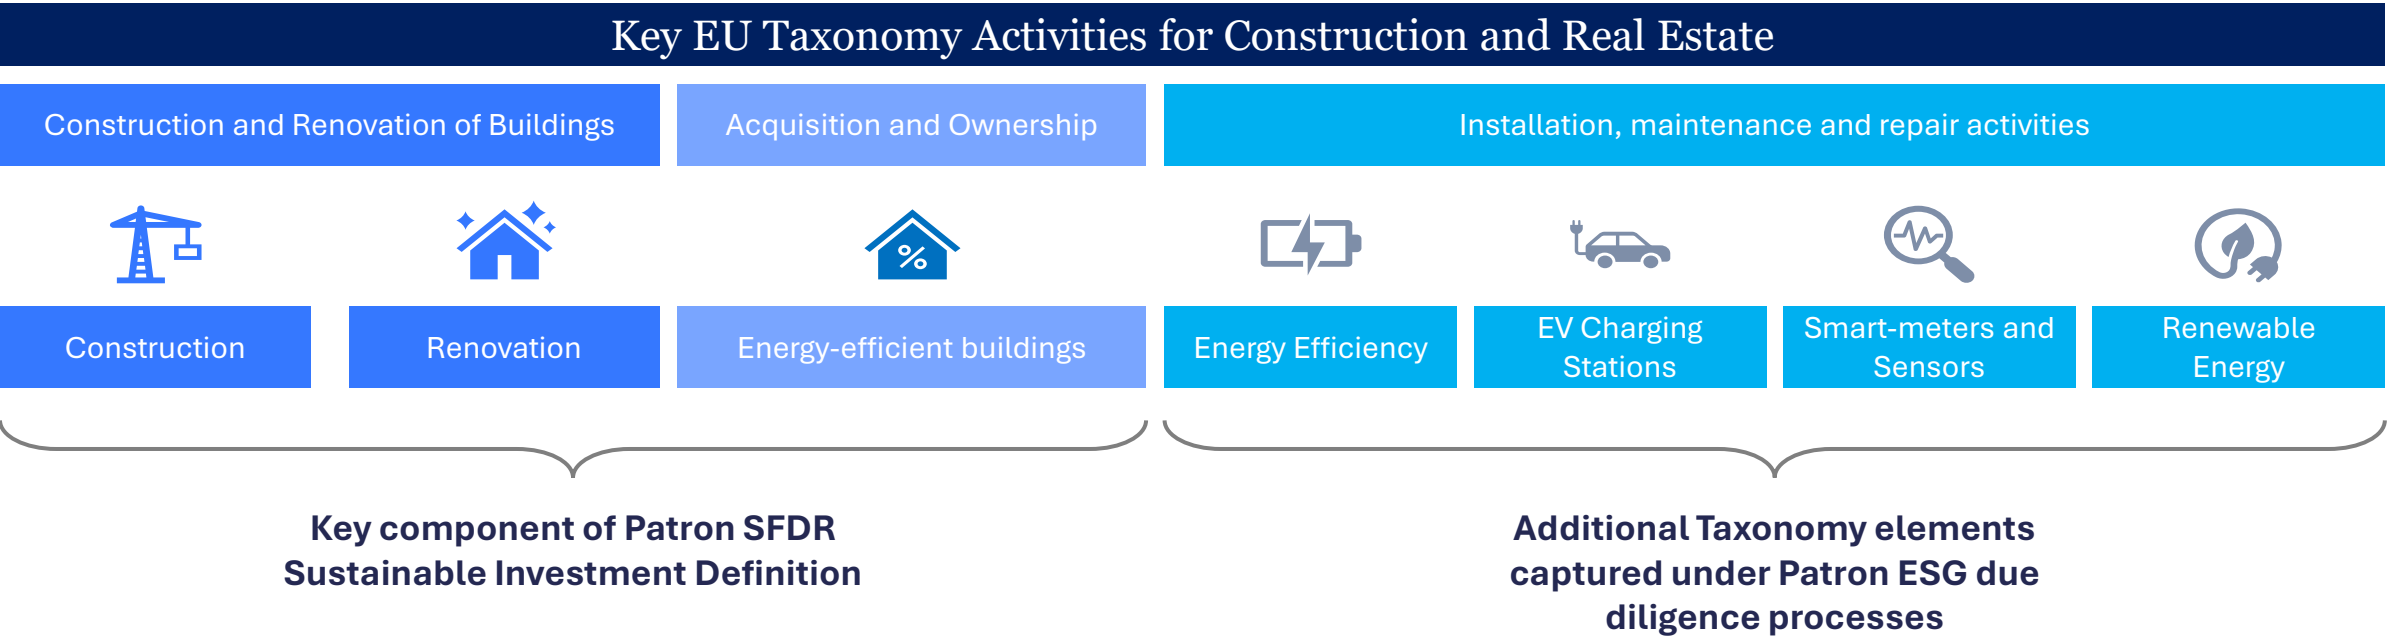 Key EU Taxonomy Activities for Construction and Real Estate
Construction and Renovation of Buildings
Acquisition and Ownership
Installation, maintenance and repair activities
%
Construction
Renovation
Energy-efficient buildings
Energy Efficiency
EV Charging
Stations
Smart-meters and
Sensors
Renewable
Energy
Key component of Patron SFDR
Sustainable Investment Definition
Additional Taxonomy elements
captured under Patron ESG due
diligence processes